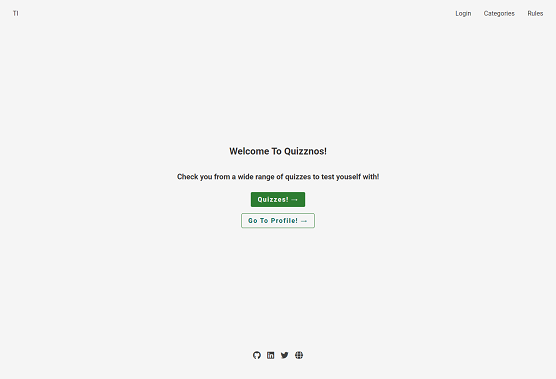 TI
Login Categories Rules
Welcome To Quizznos!
Check you from a wide range of quizzes to test youself with!
Quizzes! →
Go To Profile! →